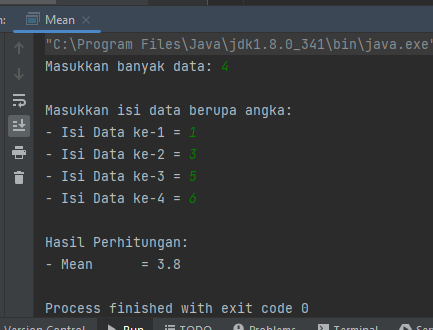 n: Mean ×
"C:\Program Files\Java\jdk1.8.0_341\bin\java.exe"
Masukkan banyak data: 4
Masukkan isi data berupa angka:
- Isi Data ke-1 = 1
- Isi Data ke-2 = 3
- Isi Data ke-3 = 5
- Isi Data ke-4 = 6
Hasil Perhitungan:
- Mean      = 3.8
Process finished with exit code 0
Version Control Run TODO Problems Terminal